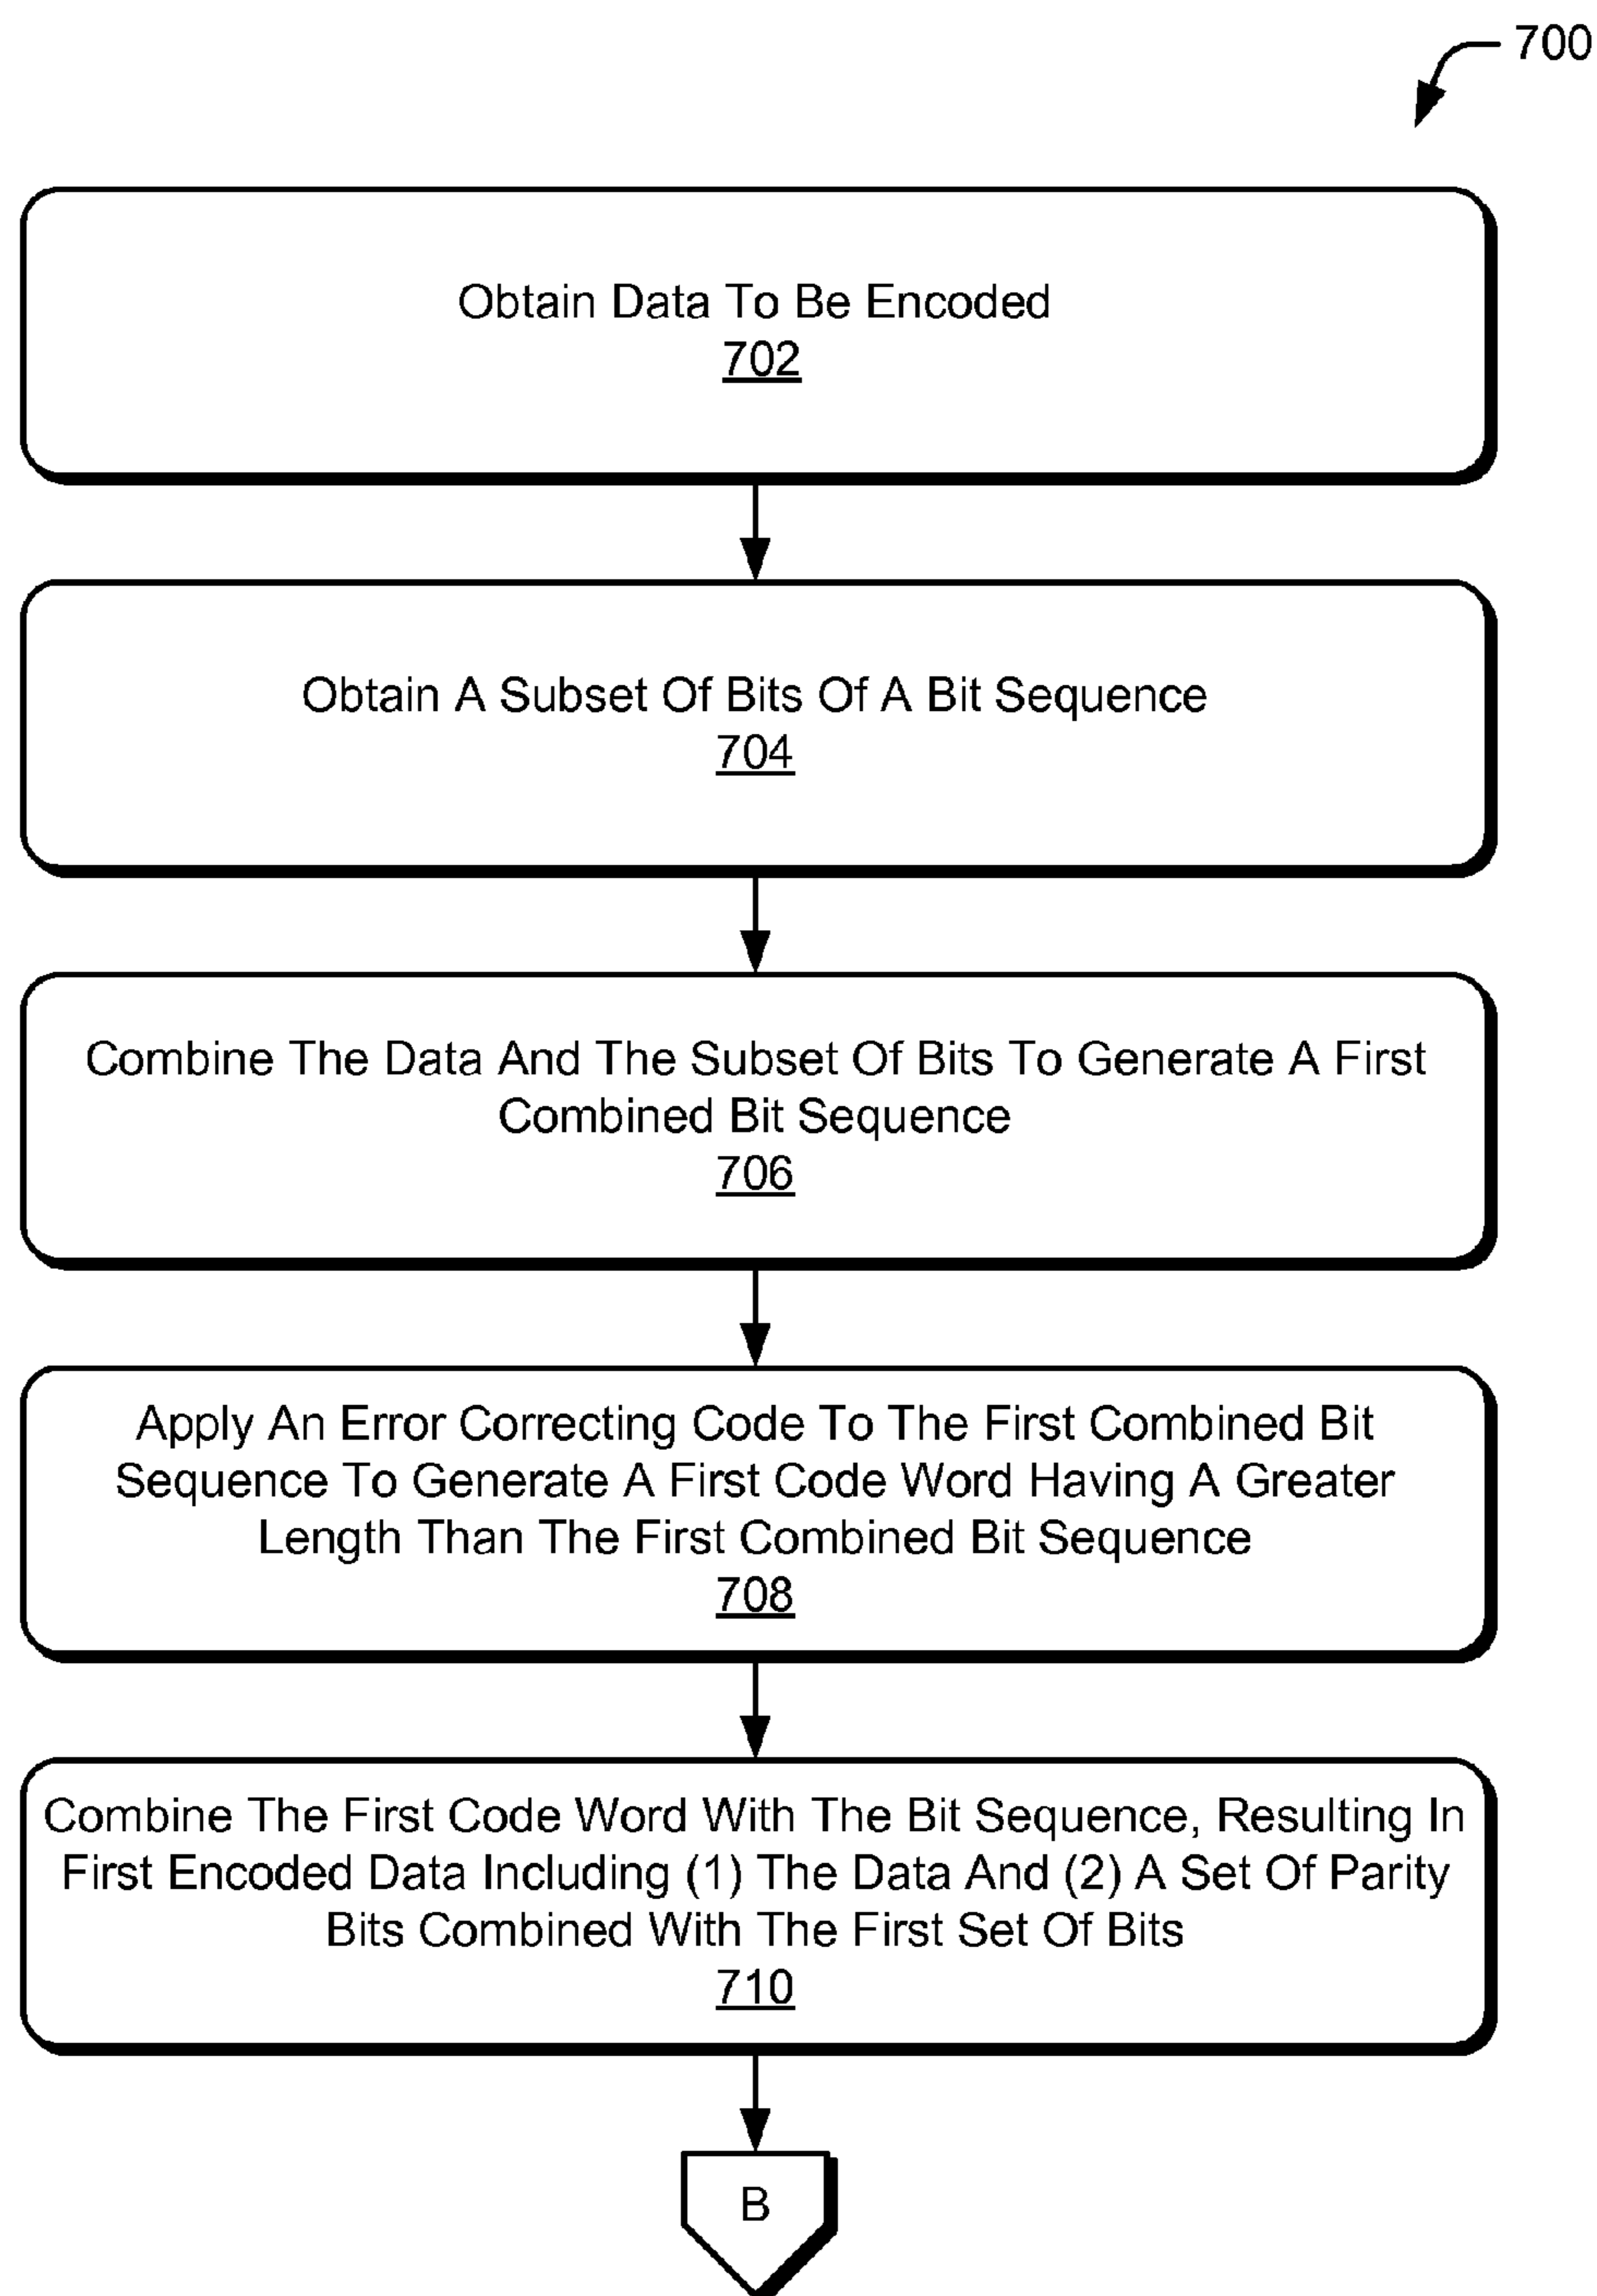 700
Obtain Data To Be Encoded
702
Obtain A Subset Of Bits Of A Bit Sequence
704
Combine The Data And The Subset Of Bits To Generate A First
Combined Bit Sequence
706
Apply An Error Correcting Code To The First Combined Bit
Sequence To Generate A First Code Word Having A Greater
Length Than The First Combined Bit Sequence
708
Combine The First Code Word With The Bit Sequence, Resulting In
First Encoded Data Including (1) The Data And (2) A Set Of Parity
Bits Combined With The First Set Of Bits
710
B